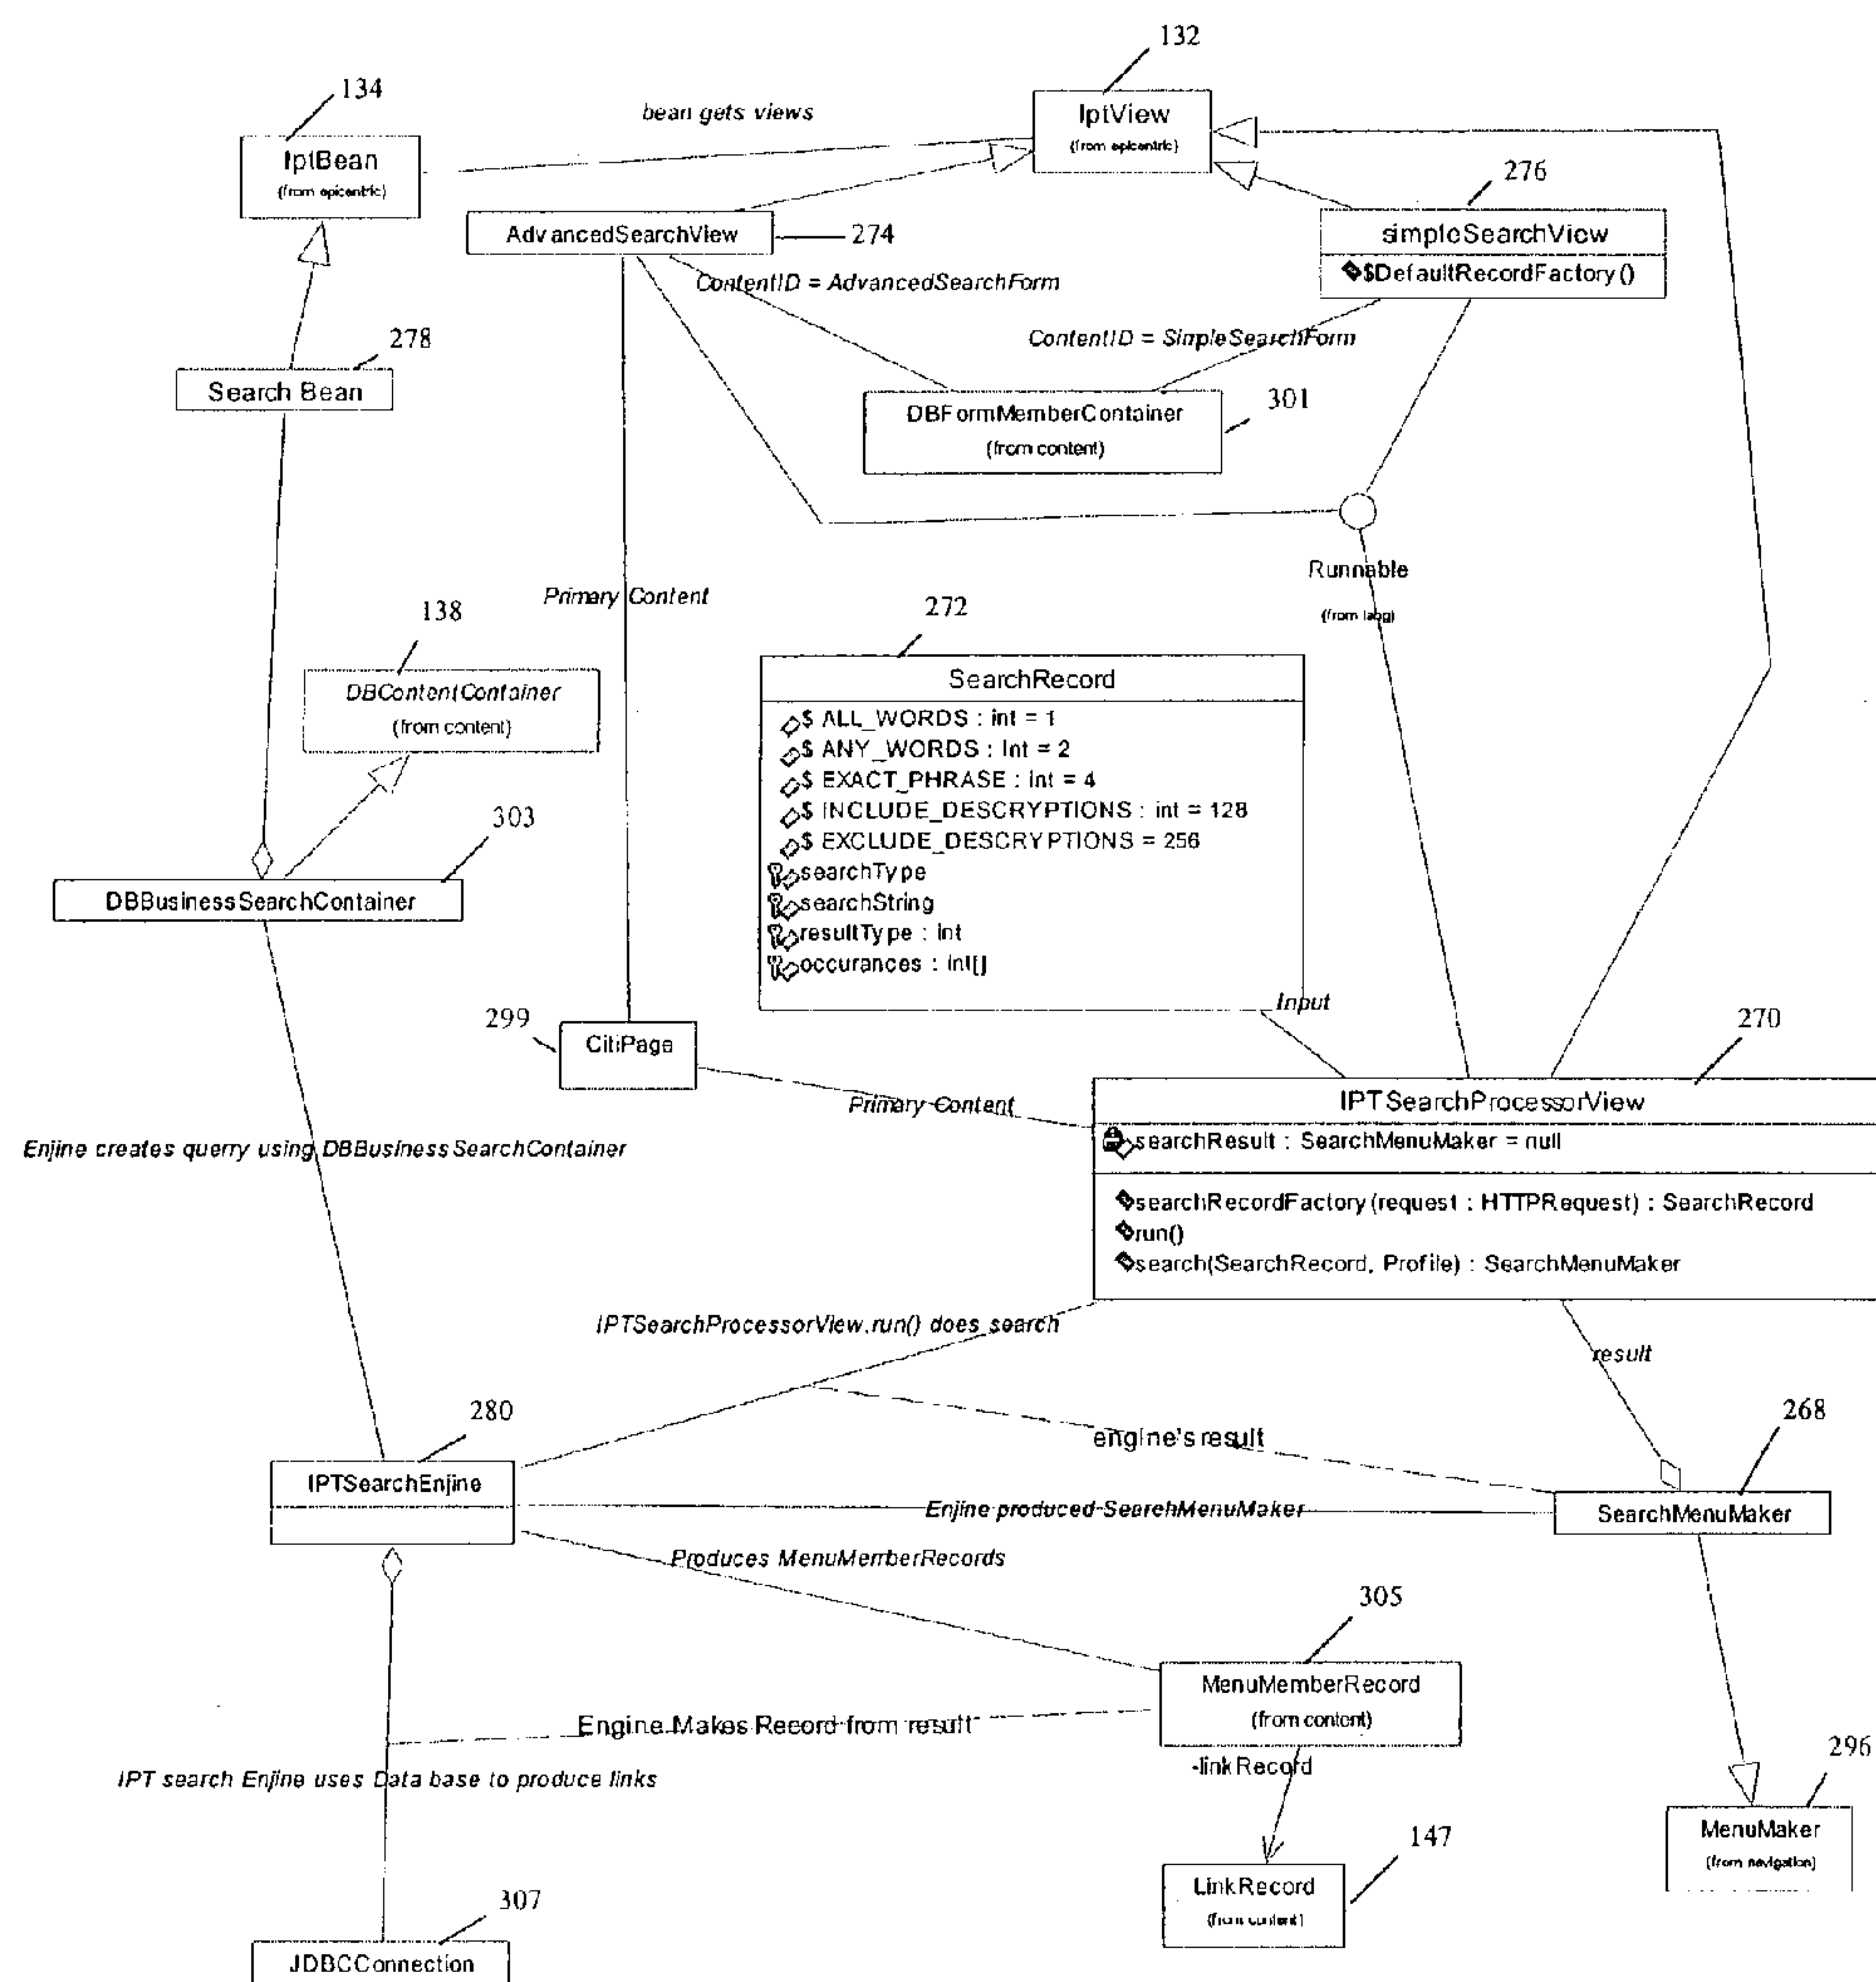 132
134
bean gets views
IptView
(from epicentric)
IptBean
(from epicentric)
276
AdvancedSearchView
274
simpleSearchView
$DefaultRecordFactory()
ContentID = AdvancedSearchForm
278
ContentID = SimpleSearchForm
Search Bean
DBFormMemberContainer
(from content)
301
Runnable
(from lang)
Primary Content
138
272
DBContentContainer
(from content)
SearchRecord
$ ALL_WORDS : int = 1
$ ANY_WORDS : int = 2
$ EXACT_PHRASE : int = 4
$ INCLUDE_DESCRYPTIONS : int = 128
$ EXCLUDE_DESCRYPTIONS = 256
searchType
searchString
resultType : int
occurances : int[]
303
DBBusinessSearchContainer
Input
299
CitiPage
270
Primary Content
IPTSearchProcessorView
searchResult : SearchMenuMaker = null
searchRecordFactory(request : HTTPRequest) : SearchRecord
run()
search(SearchRecord, Profile) : SearchMenuMaker
Enjine creates querry using DBBusinessSearchContainer
IPTSearchProcessorView.run() does search
result
280
268
engine's result
IPTSearchEnjine
Enjine produced SearchMenuMaker
SearchMenuMaker
Produces MenuMemberRecords
305
MenuMemberRecord
(from content)
Engine Makes Record from result
-linkRecord
296
IPT search Enjine uses Data base to produce links
MenuMaker
(from navigation)
147
LinkRecord
(from content)
307
JDBCConnection